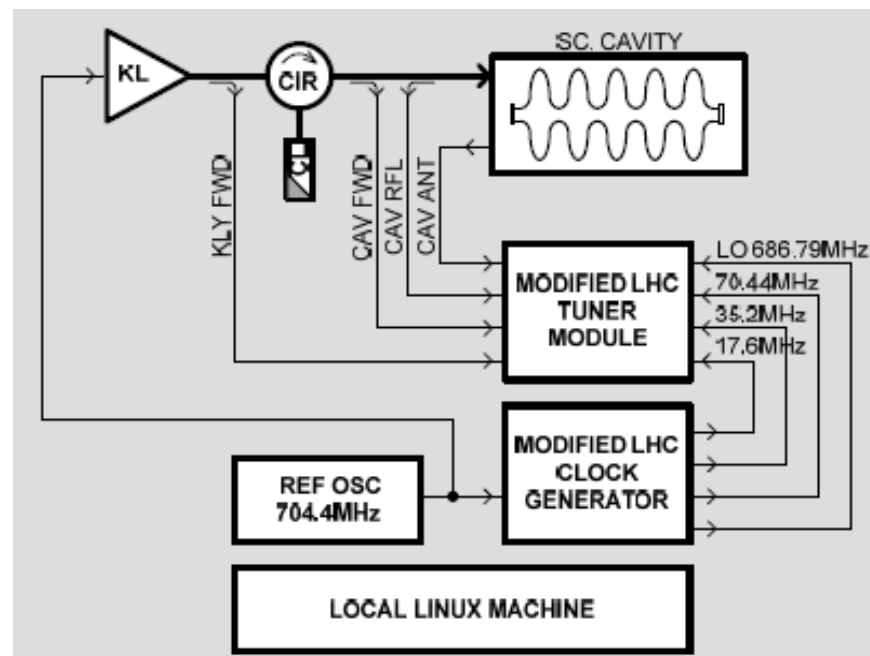 SC. CAVITY
KL
CIR
CL
KLY FWD
CAV FWD
CAV RFL
CAV ANT
LO 686.79MHz
70.44MHz
35.2MHz
17.6MHz
MODIFIED LHC
TUNER
MODULE
MODIFIED LHC
CLOCK
GENERATOR
REF OSC
704.4MHz
LOCAL LINUX MACHINE